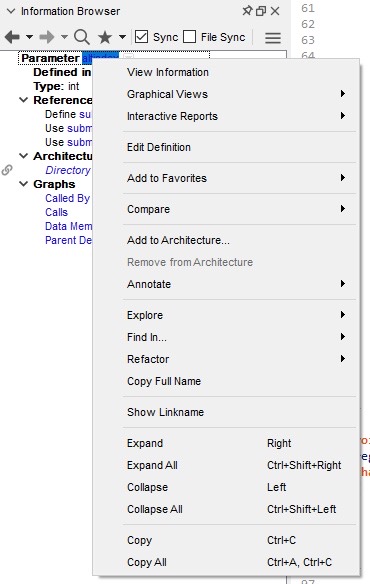 Information Browser
Sync File Sync
Parameter
Defined in
Type: int
Reference
Define su
Use subm
Use subm
Architectu
Directory
Graphs
Called By
Calls
Data Mem
Parent De
View Information
Graphical Views
Interactive Reports
Edit Definition
Add to Favorites
Compare
Add to Architecture...
Remove from Architecture
Annotate
Explore
Find In...
Refactor
Copy Full Name
Show Linkname
Expand Right
Expand All Ctrl+Shift+Right
Collapse Left
Collapse All Ctrl+Shift+Left
Copy Ctrl+C
Copy All Ctrl+A, Ctrl+C
61
62
63
64
97